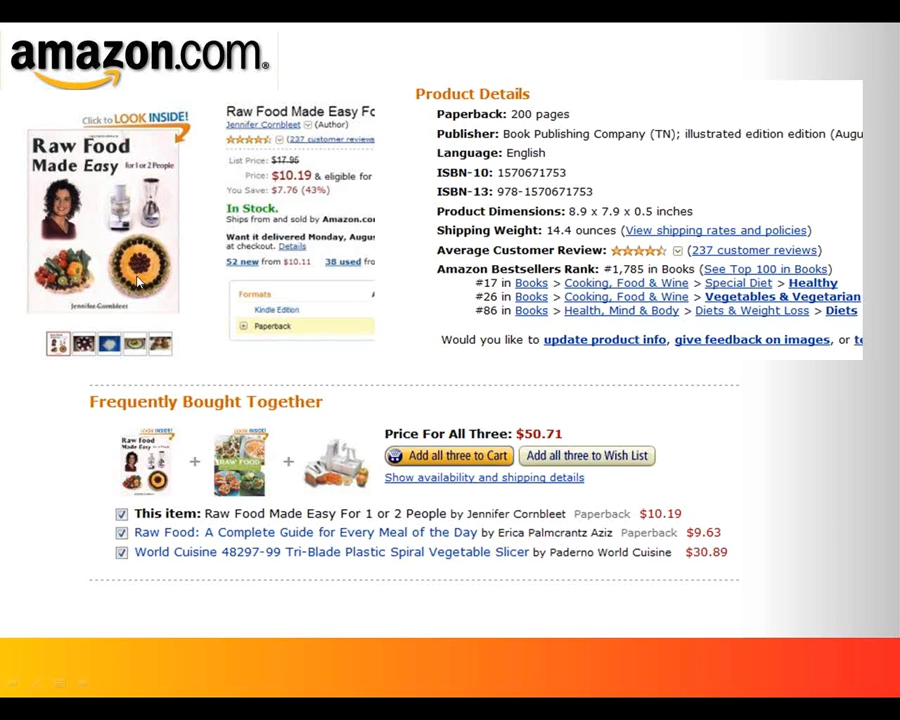 amazon.com®
Click to LOOK INSIDE!
Raw Food
Made Easy for 1 or 2 People
Jennifer Cornbleet
Raw Food Made Easy Fo
Jennifer Cornbleet (Author)
(237 customer reviews
List Price: $17.95
Price: $10.19 & eligible for
You Save: $7.76 (43%)
In Stock.
Ships from and sold by Amazon.co
Want it delivered Monday, Augus
at checkout. Details
52 new from $10.11 38 used fro
Formats
Kindle Edition
Paperback
Product Details
Paperback: 200 pages
Publisher: Book Publishing Company (TN); illustrated edition edition (Augu
Language: English
ISBN-10: 1570671753
ISBN-13: 978-1570671753
Product Dimensions: 8.9 x 7.9 x 0.5 inches
Shipping Weight: 14.4 ounces (View shipping rates and policies)
Average Customer Review: (237 customer reviews)
Amazon Bestsellers Rank: #1,785 in Books (See Top 100 in Books)
#17 in Books > Cooking, Food & Wine > Special Diet > Healthy
#26 in Books > Cooking, Food & Wine > Vegetables & Vegetarian
#86 in Books > Health, Mind & Body > Diets & Weight Loss > Diets
Would you like to update product info, give feedback on images, or te
Frequently Bought Together
Raw Food
Made Easy
RAW FOOD
+
+
Price For All Three: $50.71
Add all three to Cart Add all three to Wish List
Show availability and shipping details
This item: Raw Food Made Easy For 1 or 2 People by Jennifer Cornbleet Paperback $10.19
Raw Food: A Complete Guide for Every Meal of the Day by Erica Palmcrantz Aziz Paperback $9.63
World Cuisine 48297-99 Tri-Blade Plastic Spiral Vegetable Slicer by Paderno World Cuisine $30.89